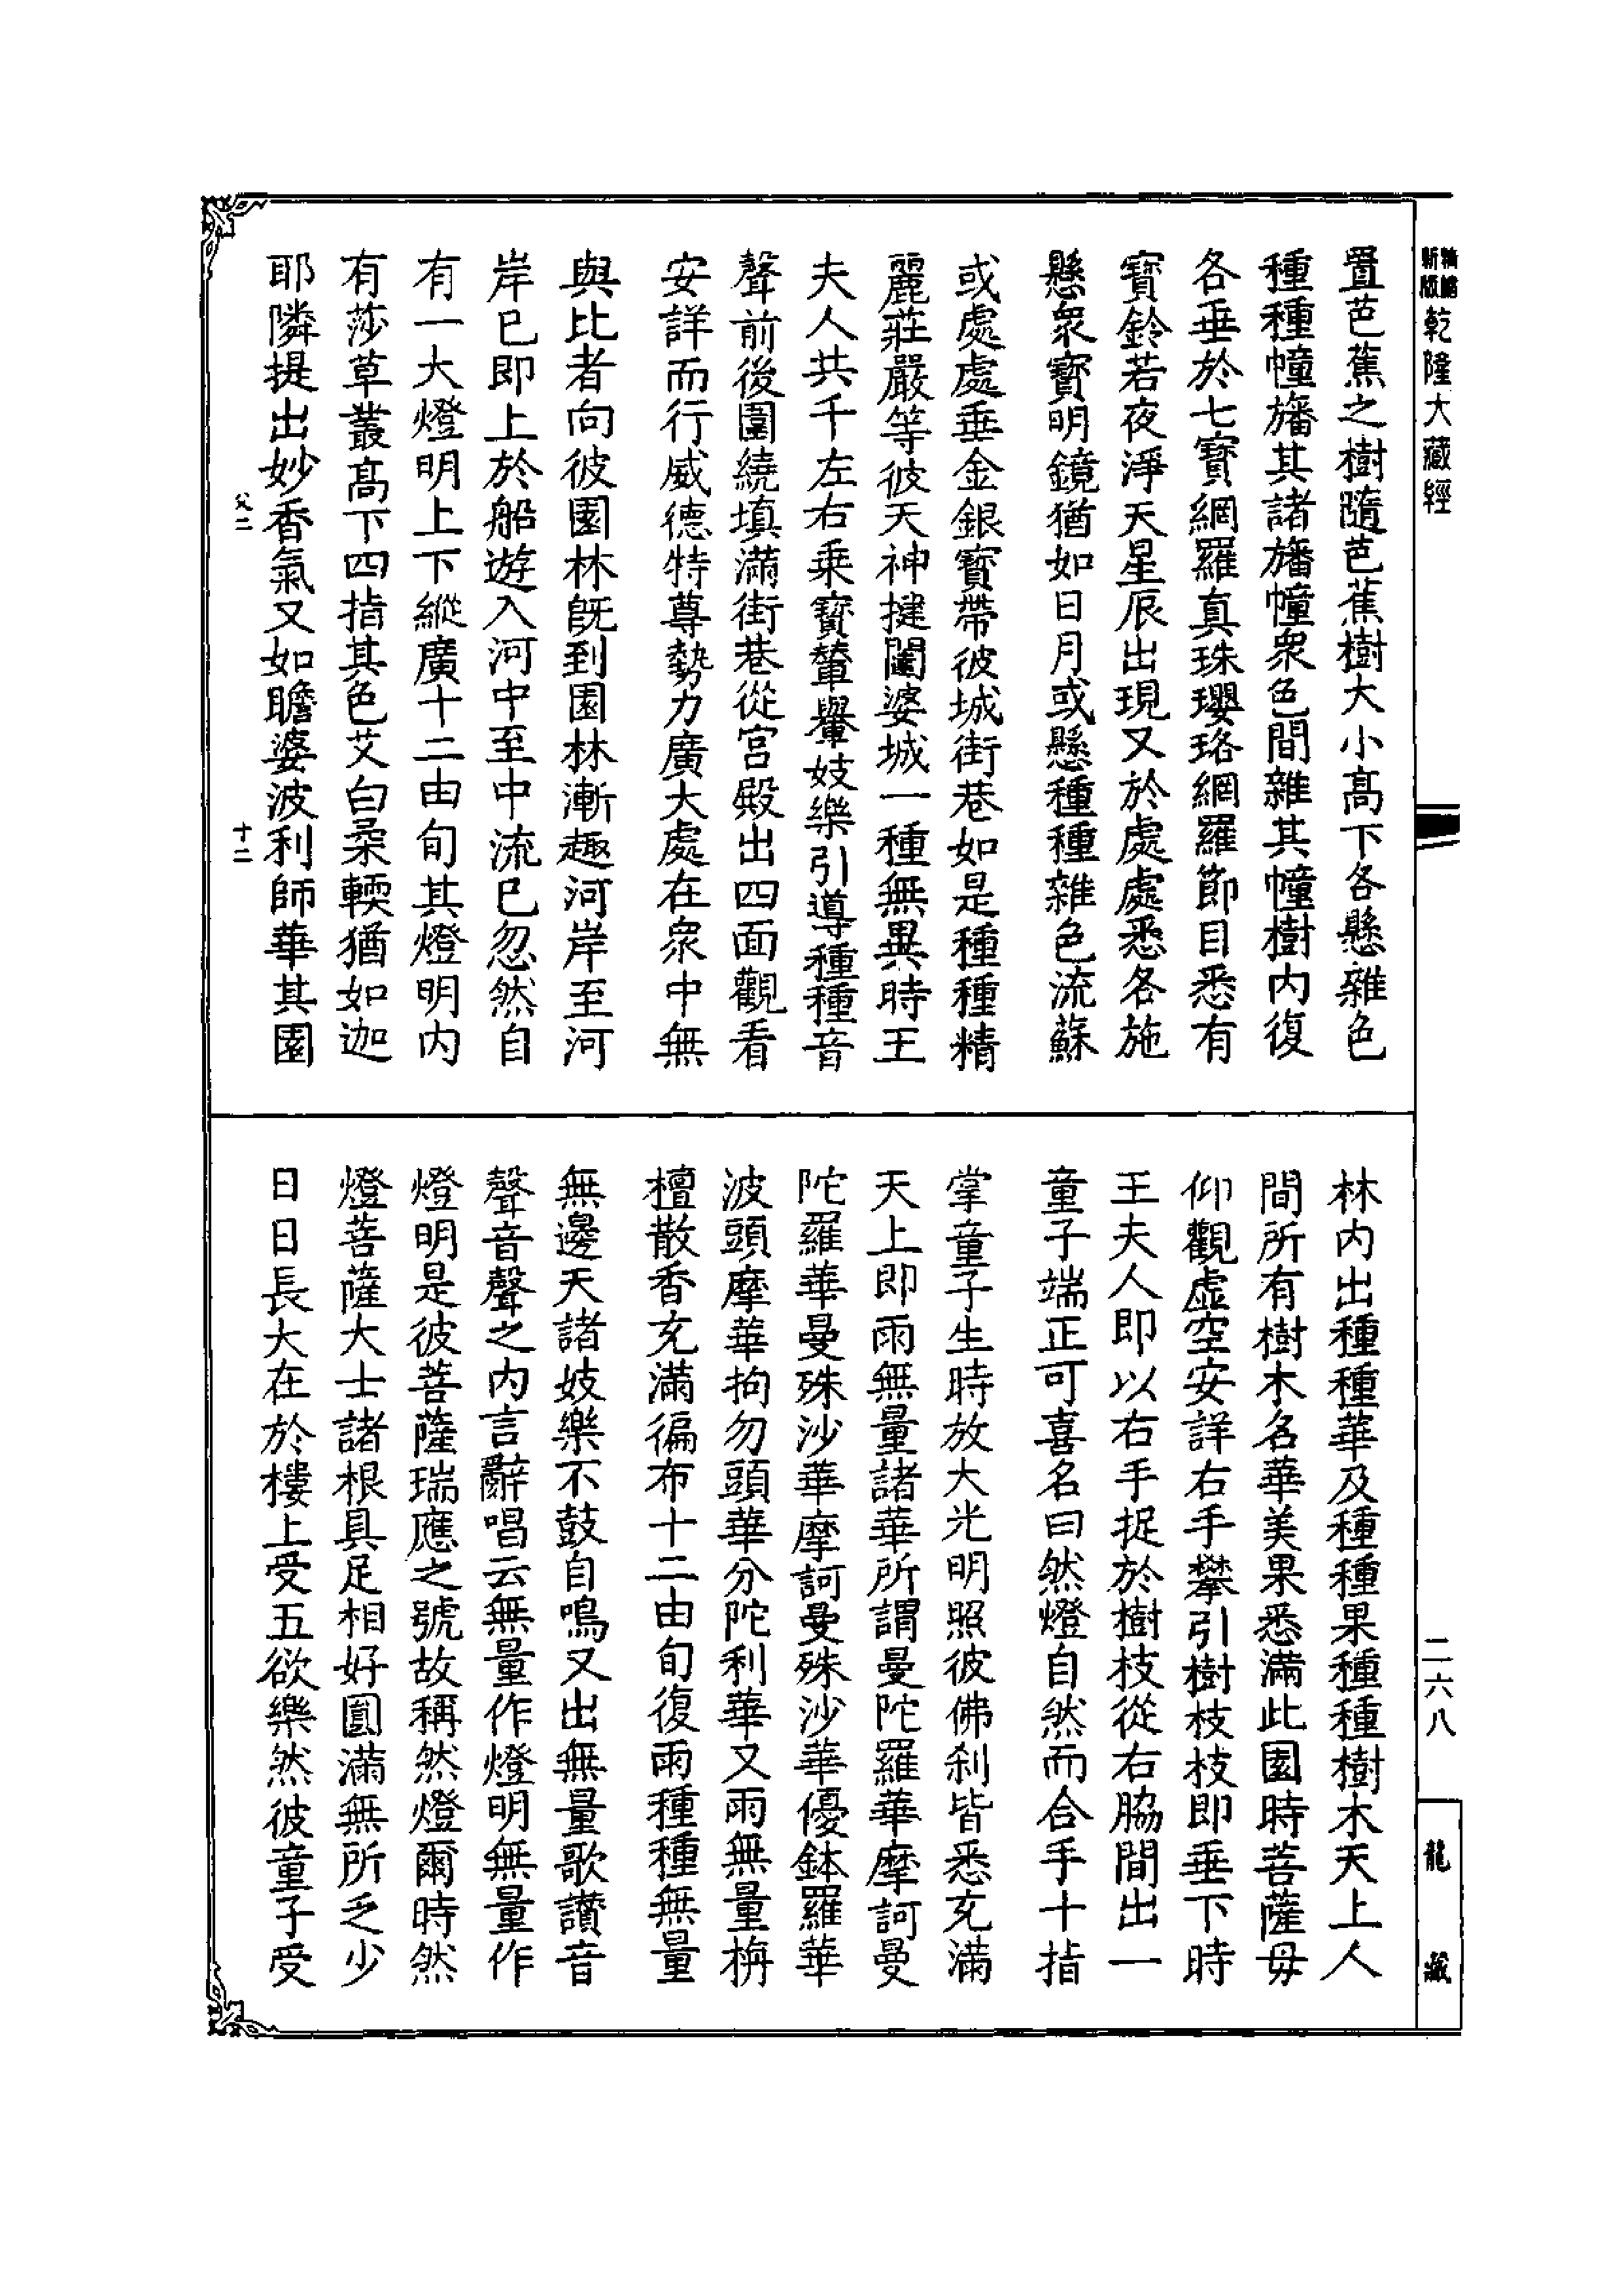 新版
乾隆大藏經
二六八
龍藏
置芭蕉之樹隨芭蕉樹大小高下各懸雜色
種種幢旛其諸旛幢衆色間雜其幢樹内復
各垂於七寶網羅真珠瓔珞網羅節目悉有
寶鈴若夜淨天星辰出現又於處處悉各施
懸衆寶明鏡猶如日月或懸種種雜色流蘇
或處處垂金銀寶帶彼城街巷如是種種精
麗莊嚴等彼天神揵闥婆城一種無異時王
夫人共千左右乗寶輦轝妓樂引導種種音
聲前後圍繞填滿街巷從宮殿出四面觀看
安詳而行威德特尊勢力廣大處在衆中無
與比者向彼園林旣到園林漸趣河岸至河
岸已即上於船遊入河中至中流已忽然自
有一大燈明上下縱廣十二由旬其燈明内
有莎草叢高下四指其色艾白柔輭猶如迦
耶隣提出妙香氣又如瞻婆波利師華其園
父二
十二
林内出種種華及種種果種種樹木天上人
間所有樹木名華美果悉滿此園時菩薩母
仰觀虚空安詳右手攀引樹枝枝即垂下時
王夫人即以右手捉於樹枝從右脇間出一
童子端正可喜名曰然燈自然而合手十指
掌童子生時放大光明照彼佛刹皆悉充滿
天上即雨無量諸華所謂曼陀羅華摩訶曼
陀羅華曼殊沙華摩訶曼殊沙華優鉢羅華
波頭摩華拘勿頭華分陀利華又雨無量栴
檀散香充滿徧布十二由旬復雨種種無量
無邊天諸妓樂不鼓自鳴又出無量歌讚音
聲音聲之内言辭唱云無量作燈明無量作
燈明是彼菩薩瑞應之號故稱然燈爾時然
燈菩薩大士諸根具足相好圓滿無所乏少
日日長大在於樓上受五欲樂然彼童子受